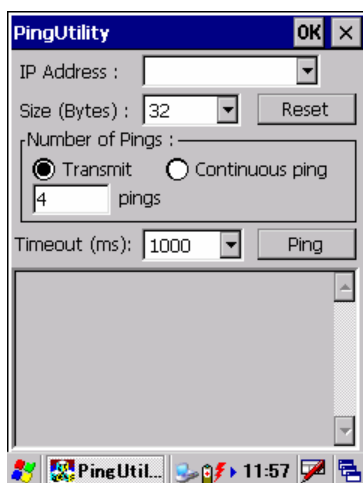 PingUtility OK
IP Address :
Size (Bytes) : 32 Reset
Number of Pings :
Transmit Continuous ping
4 pings
Timeout (ms): 1000 Ping
PingUtil... 11:57